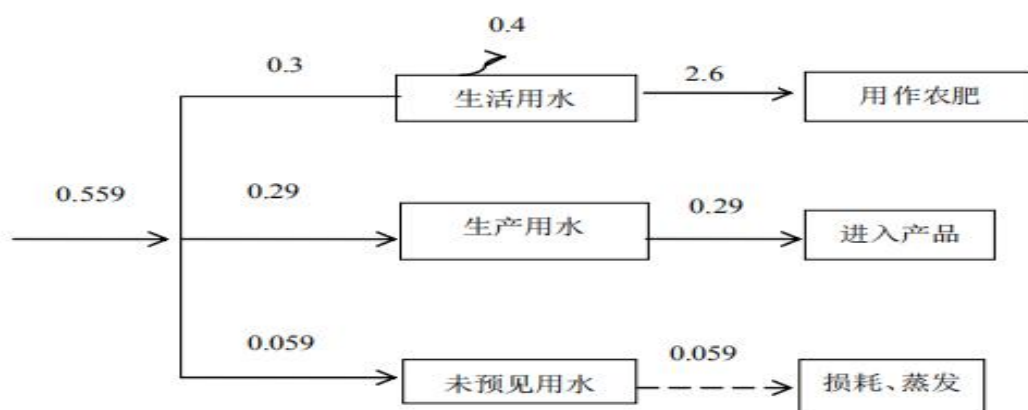 0.4
0.3
生活用水
2.6
用作农肥
0.559
0.29
生产用水
0.29
进入产品
0.059
未预见用水
0.059
损耗、蒸发